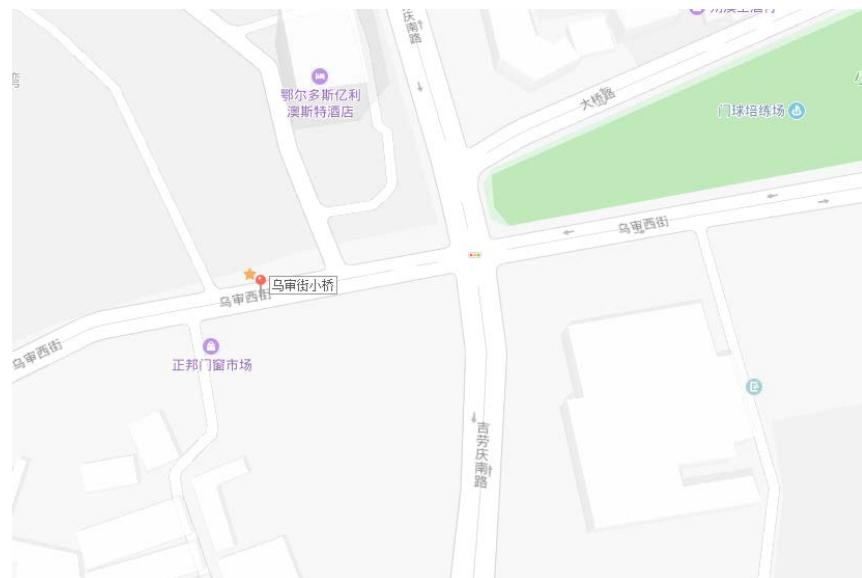 庆南路
鄂尔多斯亿利
澳斯特酒店
大桥路
门球培练场
乌审西街
乌审街小桥
乌审西街
乌审西街
正邦门窗市场
吉劳庆南路